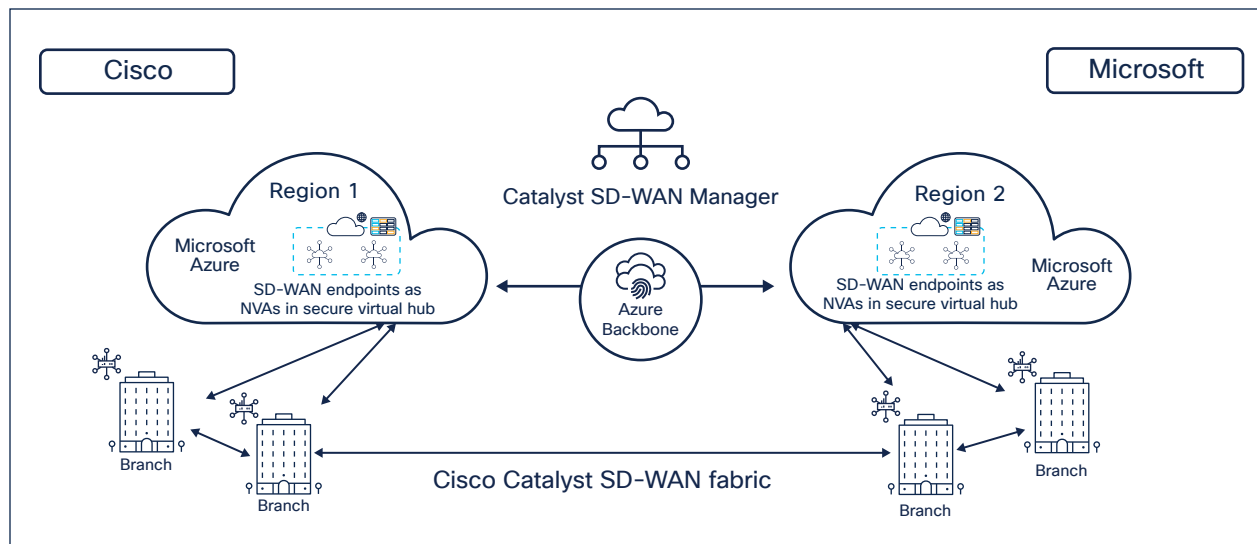 Cisco
Microsoft
Catalyst SD-WAN Manager
Region 1
Microsoft
Azure
SD-WAN endpoints as
NVAs in secure virtual hub
Azure
Backbone
Region 2
Microsoft
Azure
SD-WAN endpoints as
NVAs in secure virtual hub
Branch
Branch
Cisco Catalyst SD-WAN fabric
Branch
Branch